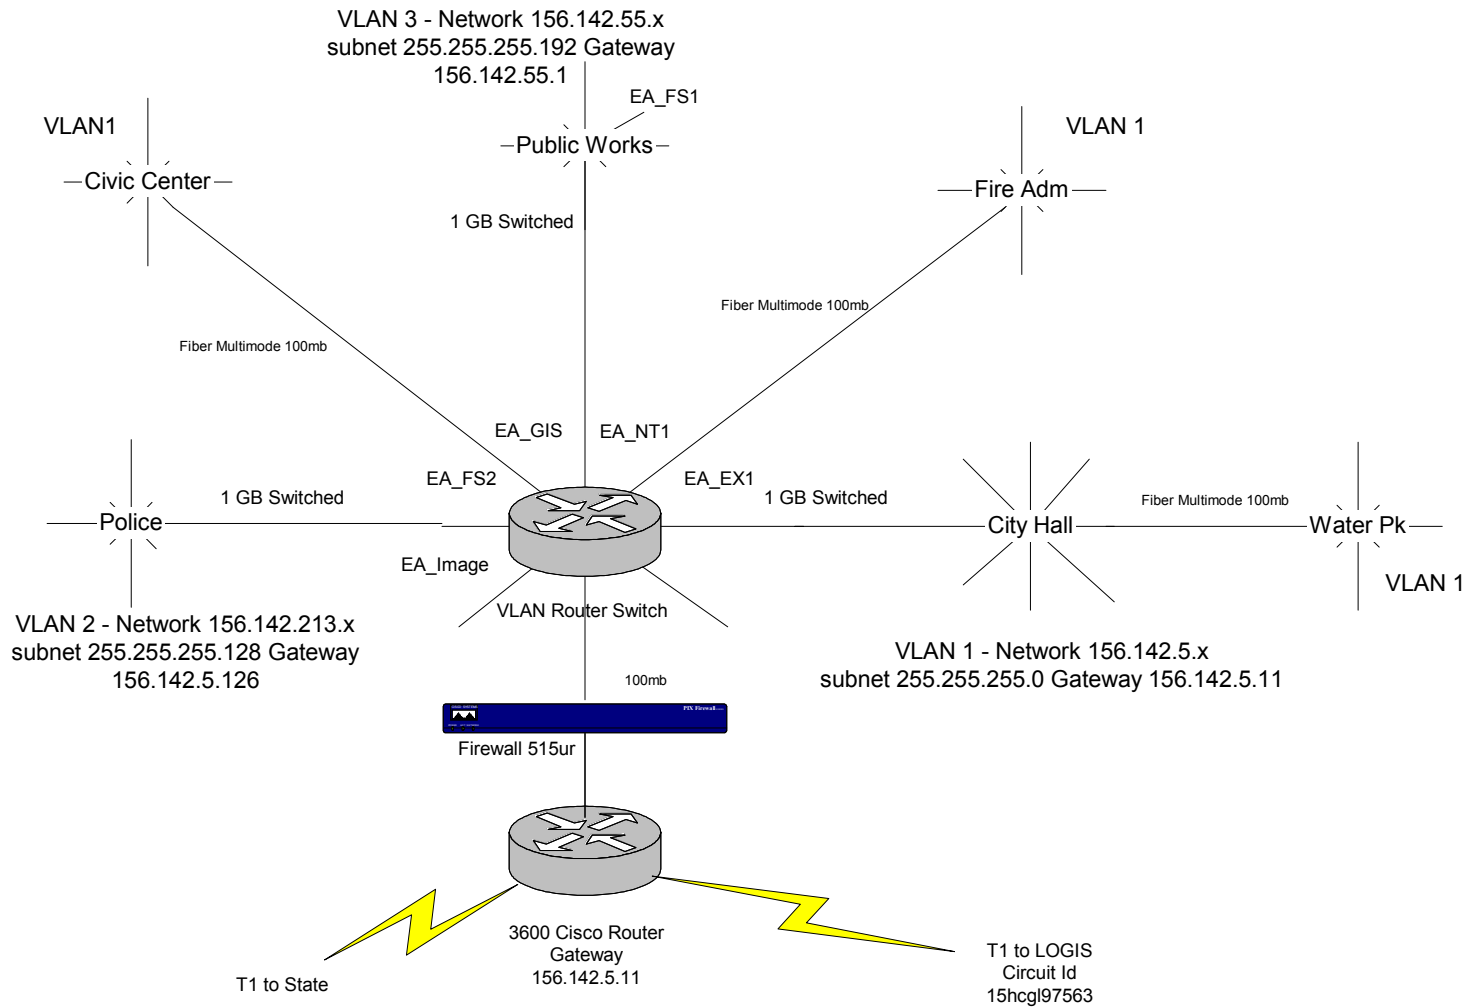 VLAN 3 - Network 156.142.55.x
subnet 255.255.255.192 Gateway
156.142.55.1
EA_FS1
VLAN1
VLAN 1
Public Works
Civic Center
Fire Adm
1 GB Switched
Fiber Multimode 100mb
Fiber Multimode 100mb
EA_GIS
EA_NT1
EA_FS2
EA_EX1
1 GB Switched
1 GB Switched
Fiber Multimode 100mb
Police
City Hall
Water Pk
EA_Image
VLAN 1
VLAN Router Switch
VLAN 2 - Network 156.142.213.x
subnet 255.255.255.128 Gateway
156.142.5.126
VLAN 1 - Network 156.142.5.x
subnet 255.255.255.0 Gateway 156.142.5.11
100mb
PIX Firewall
Firewall 515ur
3600 Cisco Router
Gateway
156.142.5.11
T1 to State
T1 to LOGIS
Circuit Id
15hcgl97563